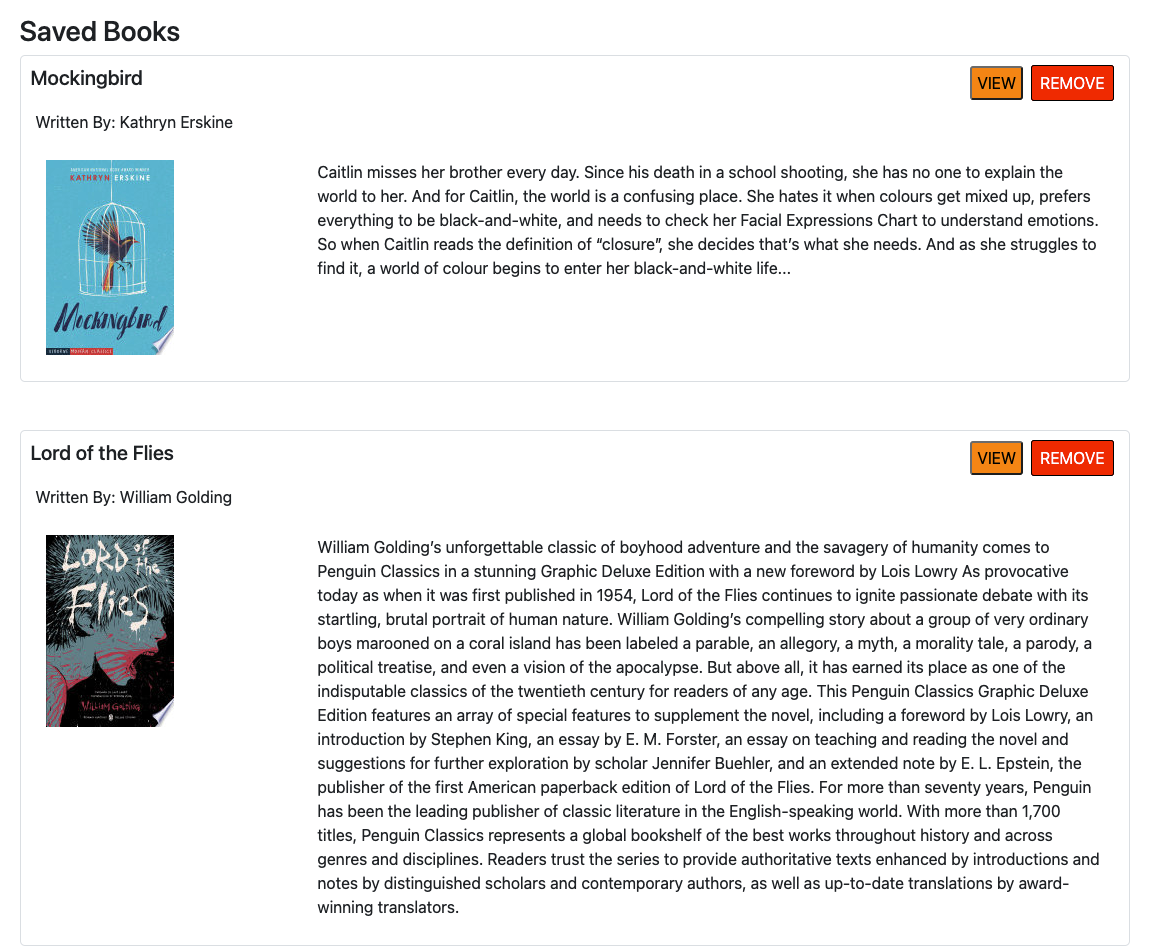 Saved Books
Mockingbird
VIEW
REMOVE
Written By: Kathryn Erskine
KATHRYN ERSKINE
Mockingbird
Caitlin misses her brother every day. Since his death in a school shooting, she has no one to explain the
world to her. And for Caitlin, the world is a confusing place. She hates it when colours get mixed up, prefers
everything to be black-and-white, and needs to check her Facial Expressions Chart to understand emotions.
So when Caitlin reads the definition of “closure”, she decides that’s what she needs. And as she struggles to
find it, a world of colour begins to enter her black-and-white life...
Lord of the Flies
VIEW
REMOVE
Written By: William Golding
LORD of
the
Flies
William Golding
William Golding’s unforgettable classic of boyhood adventure and the savagery of humanity comes to
Penguin Classics in a stunning Graphic Deluxe Edition with a new foreword by Lois Lowry As provocative
today as when it was first published in 1954, Lord of the Flies continues to ignite passionate debate with its
startling, brutal portrait of human nature. William Golding’s compelling story about a group of very ordinary
boys marooned on a coral island has been labeled a parable, an allegory, a myth, a morality tale, a parody, a
political treatise, and even a vision of the apocalypse. But above all, it has earned its place as one of the
indisputable classics of the twentieth century for readers of any age. This Penguin Classics Graphic Deluxe
Edition features an array of special features to supplement the novel, including a foreword by Lois Lowry, an
introduction by Stephen King, an essay by E. M. Forster, an essay on teaching and reading the novel and
suggestions for further exploration by scholar Jennifer Buehler, and an extended note by E. L. Epstein, the
publisher of the first American paperback edition of Lord of the Flies. For more than seventy years, Penguin
has been the leading publisher of classic literature in the English-speaking world. With more than 1,700
titles, Penguin Classics represents a global bookshelf of the best works throughout history and across
genres and disciplines. Readers trust the series to provide authoritative texts enhanced by introductions and
notes by distinguished scholars and contemporary authors, as well as up-to-date translations by award-
winning translators.